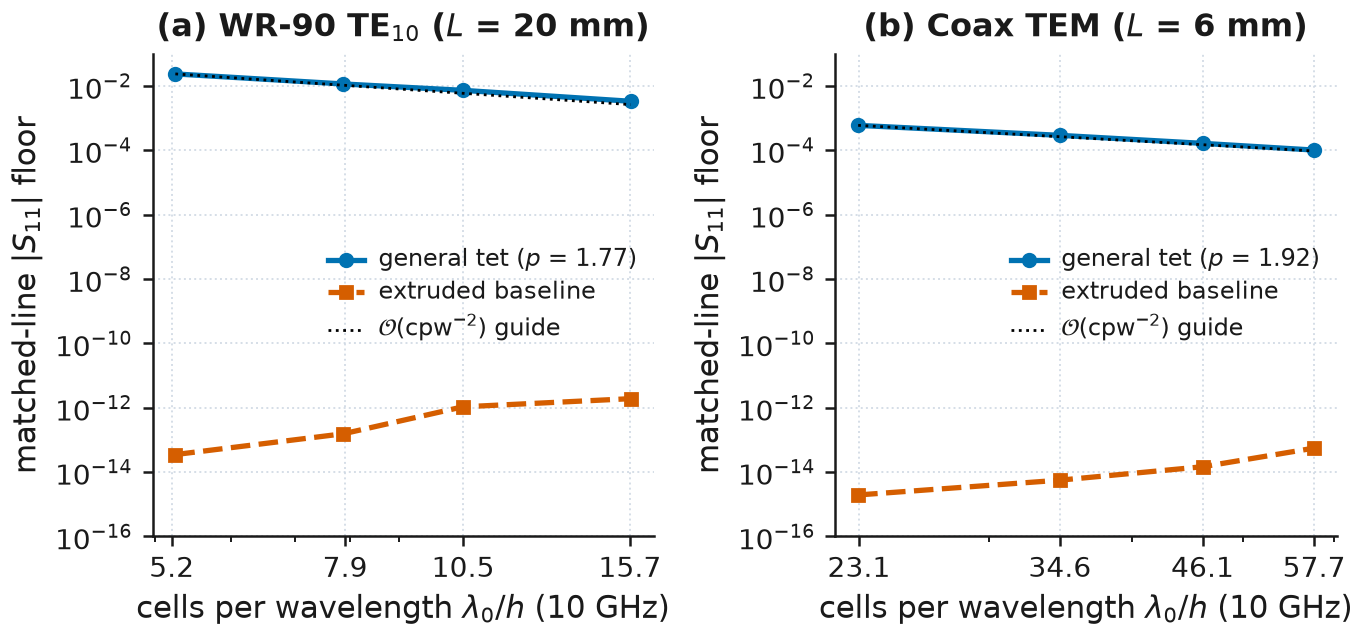 (a) WR-90 TE₁₀ (L = 20 mm)
matched-line |S₁₁| floor
10⁻²
10⁻⁴
10⁻⁶
10⁻⁸
10⁻¹⁰
10⁻¹²
10⁻¹⁴
10⁻¹⁶
general tet (p = 1.77)
extruded baseline
𝒪(cpw⁻²) guide
5.2 7.9 10.5 15.7
cells per wavelength λ₀/h (10 GHz)
(b) Coax TEM (L = 6 mm)
matched-line |S₁₁| floor
10⁻²
10⁻⁴
10⁻⁶
10⁻⁸
10⁻¹⁰
10⁻¹²
10⁻¹⁴
10⁻¹⁶
general tet (p = 1.92)
extruded baseline
𝒪(cpw⁻²) guide
23.1 34.6 46.1 57.7
cells per wavelength λ₀/h (10 GHz)